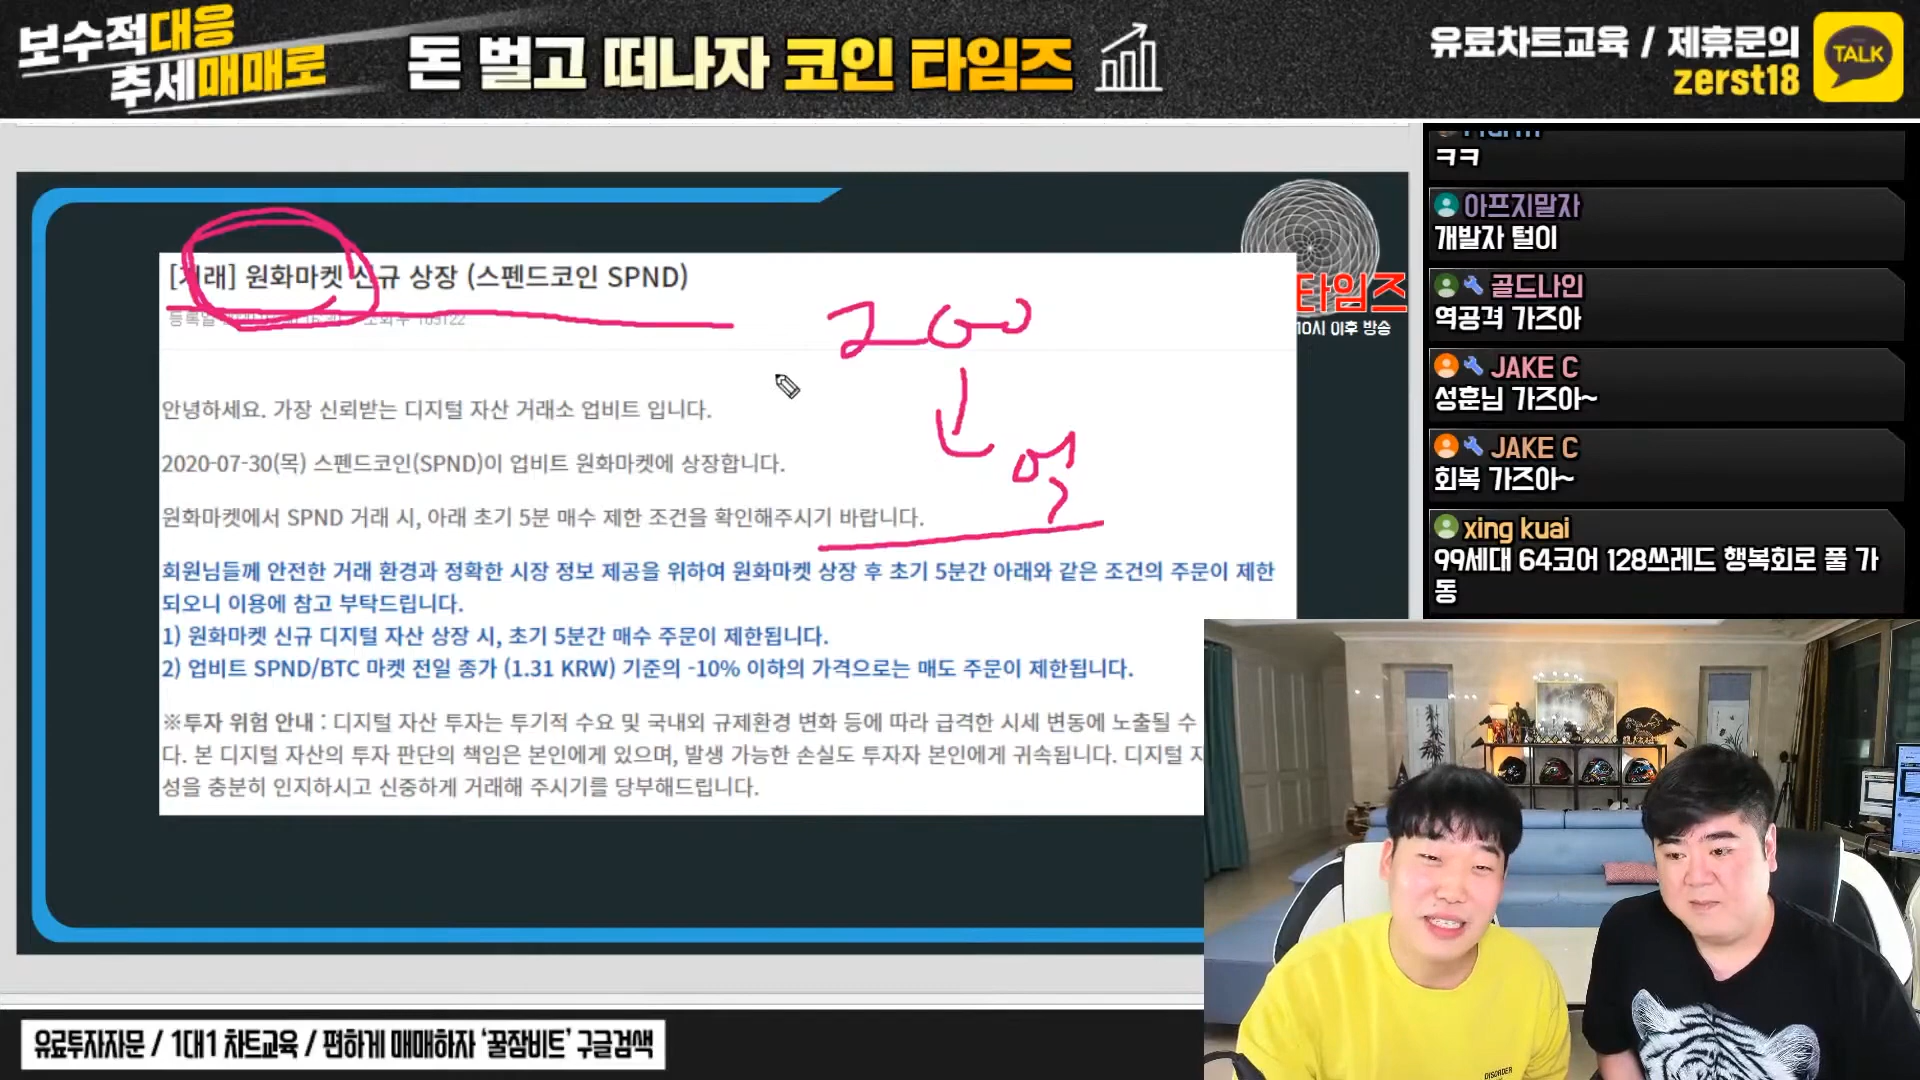 보수적대응
추세매매로
돈 벌고 떠나자 코인 타임즈
유료차트교육 / 제휴문의
zerst18
TALK
[거래] 원화마켓 신규 상장 (스펜드코인 SPND)
타임즈
10시 이후 방송
200
억
안녕하세요. 가장 신뢰받는 디지털 자산 거래소 업비트 입니다.
2020-07-30(목) 스펜드코인(SPND)이 업비트 원화마켓에 상장합니다.
원화마켓에서 SPND 거래 시, 아래 초기 5분 매수 제한 조건을 확인해주시기 바랍니다.
회원님들께 안전한 거래 환경과 정확한 시장 정보 제공을 위하여 원화마켓 상장 후 초기 5분간 아래와 같은 조건의 주문이 제한
되오니 이용에 참고 부탁드립니다.
1) 원화마켓 신규 디지털 자산 상장 시, 초기 5분간 매수 주문이 제한됩니다.
2) 업비트 SPND/BTC 마켓 전일 종가 (1.31 KRW) 기준의 -10% 이하의 가격으로는 매도 주문이 제한됩니다.
※투자 위험 안내 : 디지털 자산 투자는 투기적 수요 및 국내외 규제환경 변화 등에 따라 급격한 시세 변동에 노출될 수
다. 본 디지털 자산의 투자 판단의 책임은 본인에게 있으며, 발생 가능한 손실도 투자자 본인에게 귀속됩니다. 디지털 자
성을 충분히 인지하시고 신중하게 거래해 주시기를 당부해드립니다.
ㅋㅋ
아프지말자
개발자 털이
골드나인
역공격 가즈아
JAKE C
성훈님 가즈아~
JAKE C
회복 가즈아~
xing kuai
99세대 64코어 128쓰레드 행복회로 풀 가
동
DISORDER
유료투자자문 / 1대1 차트교육 / 편하게 매매하자 '꿀잠비트' 구글검색